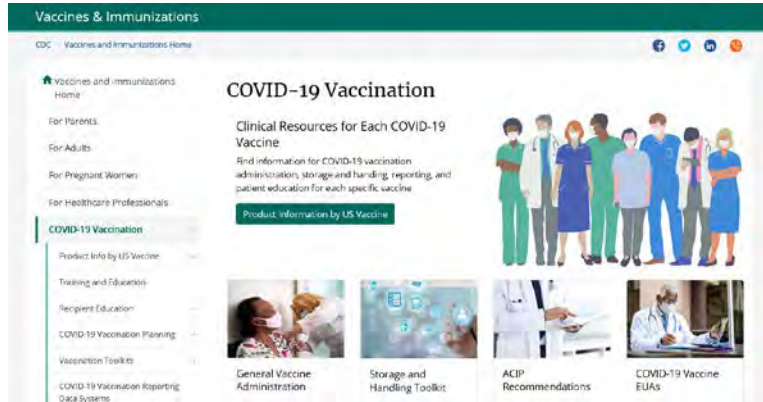 Vaccines & Immunizations
CDC
Vaccines and Immunizations Home
Vaccines and Immunizations
Home
For Parents
For Adults
For Pregnant Women
For Healthcare Professionals
COVID-19 Vaccination
Product Info by US Vaccine
Training and Education
Recipient Education
COVID-19 Vaccination Planning
Vaccination Toolkits
COVID-19 Vaccination Reporting
Data Systems
COVID-19 Vaccination
Clinical Resources for Each COVID-19
Vaccine
Find information for COVID-19 vaccination
administration, storage and handing, reporting, and
patient education for each specific vaccine
Product Information by US Vaccine
General Vaccine
Administration
Storage and
Handling Toolkit
ACIP
Recommendations
COVID-19 Vaccine
EUAs